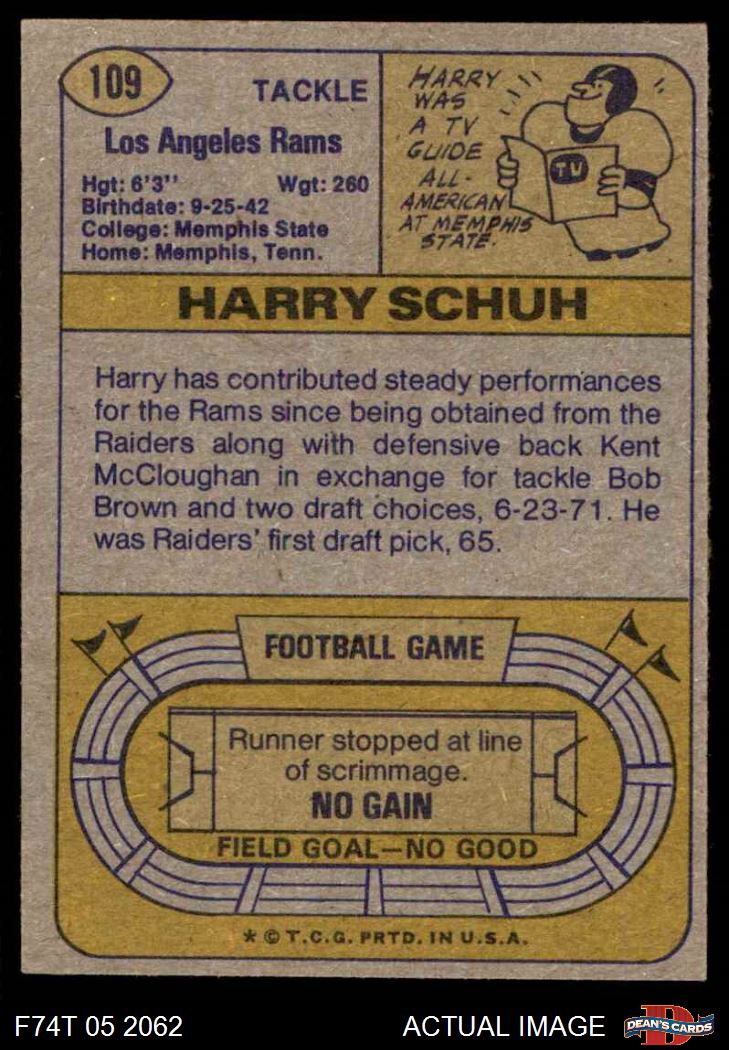 109
TACKLE
Los Angeles Rams
Hgt: 6'3" Wgt: 260
Birthdate: 9-25-42
College: Memphis State
Home: Memphis, Tenn.
HARRY
WAS
A TV
GUIDE
ALL-
AMERICAN
AT MEMPHIS
STATE.
TV
HARRY SCHUH
Harry has contributed steady performances
for the Rams since being obtained from the
Raiders along with defensive back Kent
McCloughan in exchange for tackle Bob
Brown and two draft choices, 6-23-71. He
was Raiders' first draft pick, 65.
FOOTBALL GAME
Runner stopped at line
of scrimmage.
NO GAIN
FIELD GOAL—NO GOOD
* © T.C.G. PRTD. IN U.S.A.
F74T 05 2062 ACTUAL IMAGE
D
DEAN'S CARDS